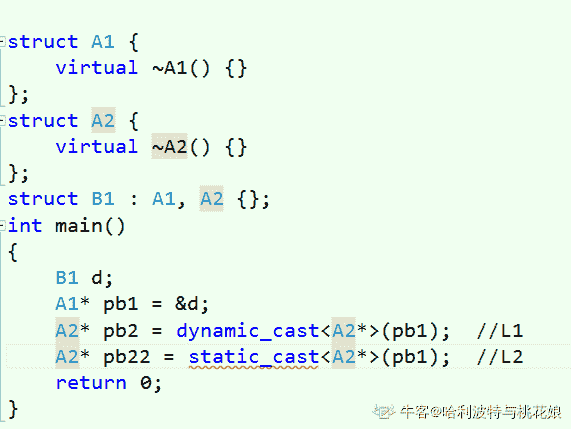 struct A1 {
    virtual ~A1() {}
};
struct A2 {
    virtual ~A2() {}
};
struct B1 : A1, A2 {};
int main()
{
    B1 d;
    A1* pb1 = &d;
    A2* pb2 = dynamic_cast<A2*>(pb1);  //L1
    A2* pb22 = static_cast<A2*>(pb1);  //L2
    return 0;
}
牛客@哈利波特与桃花娘